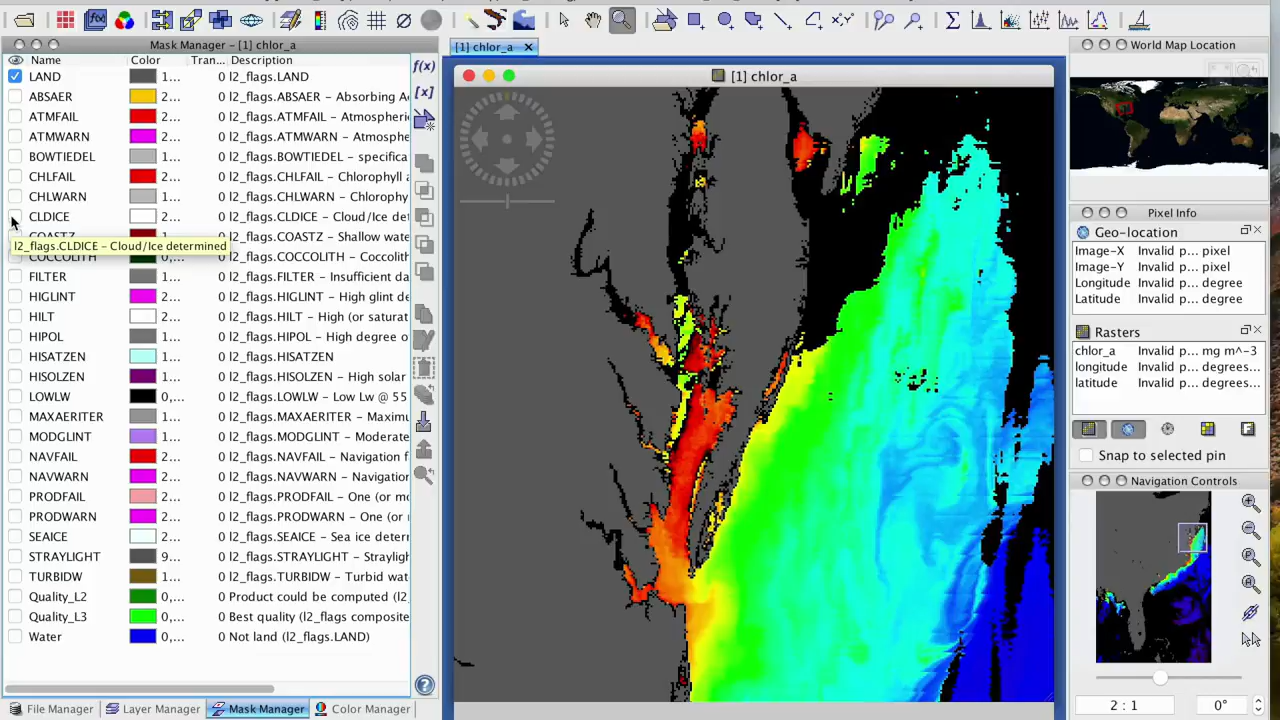 Mask Manager - [1] chlor_a
Name Color Tran... Description
LAND 1... 0 l2_flags.LAND
ABSAER 2... 0 l2_flags.ABSAER - Absorbing Ae
ATMFAIL 2... 0 l2_flags.ATMFAIL - Atmospheric
ATMWARN 2... 0 l2_flags.ATMWARN - Atmosphe
BOWTIEDEL 1... 0 l2_flags.BOWTIEDEL - specifica
CHLFAIL 2... 0 l2_flags.CHLFAIL - Chlorophyll a
CHLWARN 1... 0 l2_flags.CHLWARN - Chlorophy
CLDICE 2... 0 l2_flags.CLDICE - Cloud/Ice det
COASTZ 1... 0 l2_flags.COASTZ - Shallow wate
l2_flags.CLDICE - Cloud/Ice determined
COCCOLITH 0,... 0 l2_flags.COCCOLITH - Coccolith
FILTER 1... 0 l2_flags.FILTER - Insufficient da
HIGLINT 2... 0 l2_flags.HIGLINT - High glint de
HILT 2... 0 l2_flags.HILT - High (or saturat
HIPOL 1... 0 l2_flags.HIPOL - High degree o
HISATZEN 1... 0 l2_flags.HISATZEN
HISOLZEN 1... 0 l2_flags.HISOLZEN - High solar
LOWLW 0,... 0 l2_flags.LOWLW - Low Lw @ 55
MAXAERITER 1... 0 l2_flags.MAXAERITER - Maximu
MODGLINT 1... 0 l2_flags.MODGLINT - Moderate
NAVFAIL 2... 0 l2_flags.NAVFAIL - Navigation f
NAVWARN 2... 0 l2_flags.NAVWARN - Navigation
PRODFAIL 2... 0 l2_flags.PRODFAIL - One (or mo
PRODWARN 2... 0 l2_flags.PRODWARN - One (or r
SEAICE 2... 0 l2_flags.SEAICE - Sea ice deterr
STRAYLIGHT 9... 0 l2_flags.STRAYLIGHT - Strayligh
TURBIDW 1... 0 l2_flags.TURBIDW - Turbid wat
Quality_L2 0,... 0 Product could be computed (l2_
Quality_L3 0,... 0 Best quality (l2_flags composite
Water 0,... 0 Not land (l2_flags.LAND)
File Manager
Layer Manager
Mask Manager
Color Manager
f(x)
[x]
[1] chlor_a
[1] chlor_a
World Map Location
Pixel Info
Geo-location
Image-X Invalid p... pixel
Image-Y Invalid p... pixel
Longitude Invalid p... degree
Latitude Invalid p... degree
Rasters
chlor_a Invalid p... mg m^-3
longitude Invalid p... degrees...
latitude Invalid p... degrees...
Snap to selected pin
Navigation Controls
2 : 1
0°